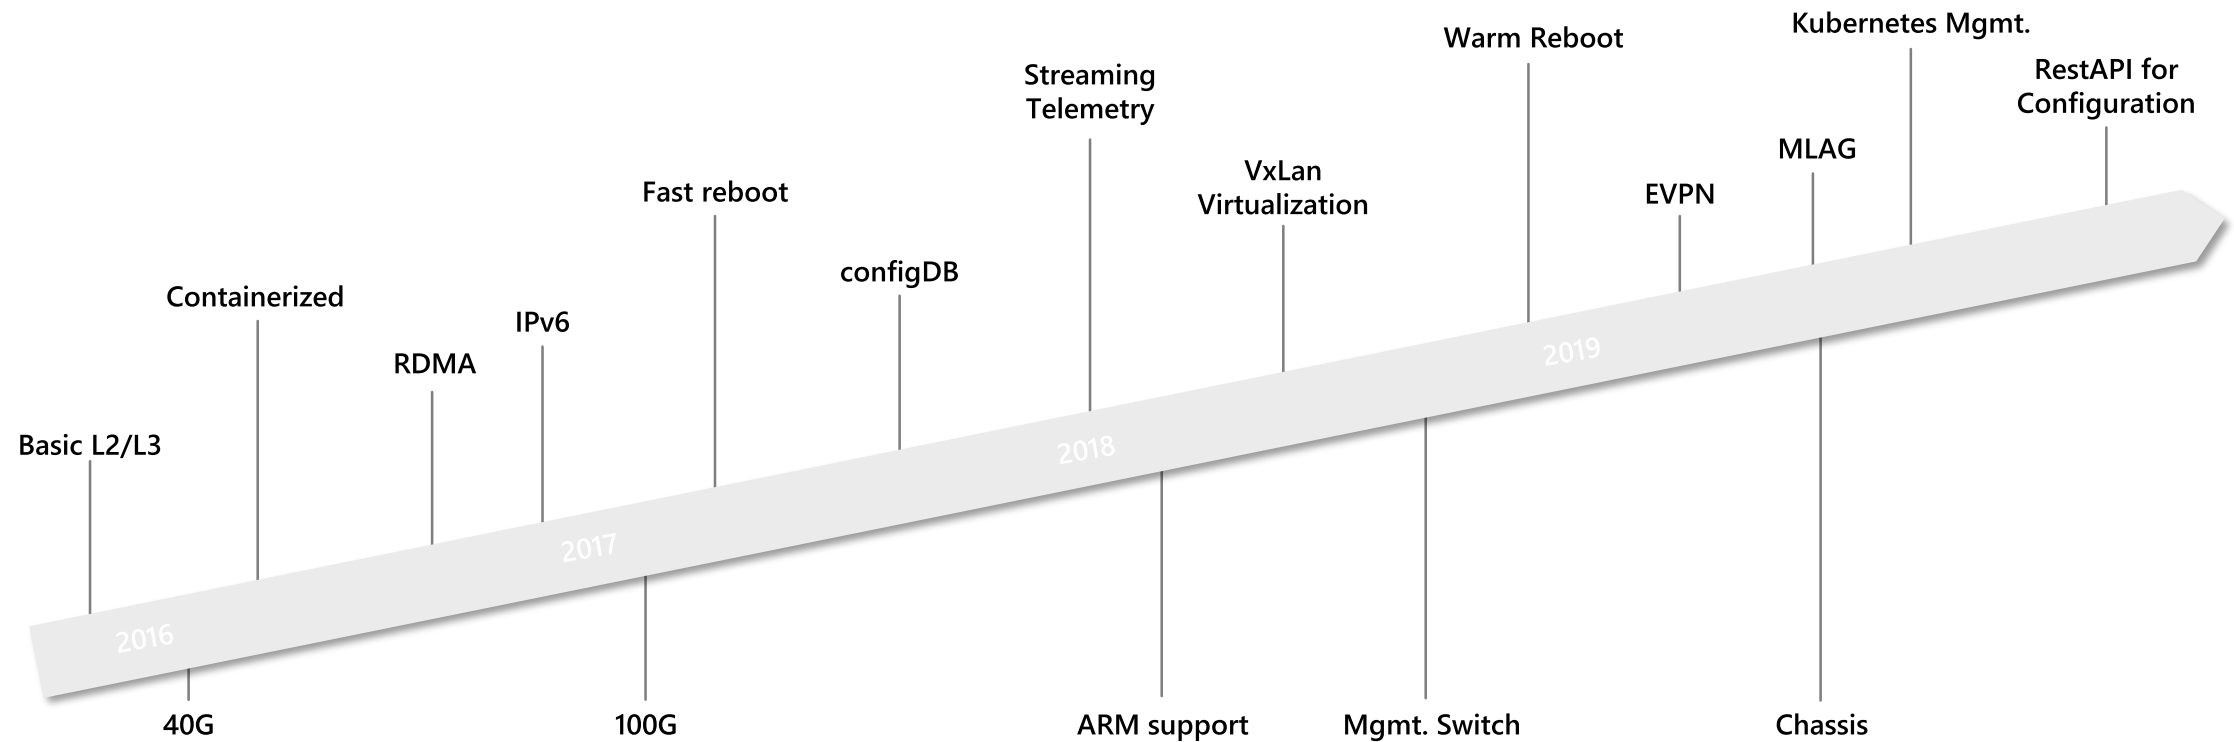 Kubernetes Mgmt.
Warm Reboot
RestAPI for
Configuration
Streaming
Telemetry
MLAG
VxLan
Virtualization
EVPN
Fast reboot
configDB
Containerized
IPv6
RDMA
Basic L2/L3
2016
2017
2018
2019
40G
100G
ARM support
Mgmt. Switch
Chassis